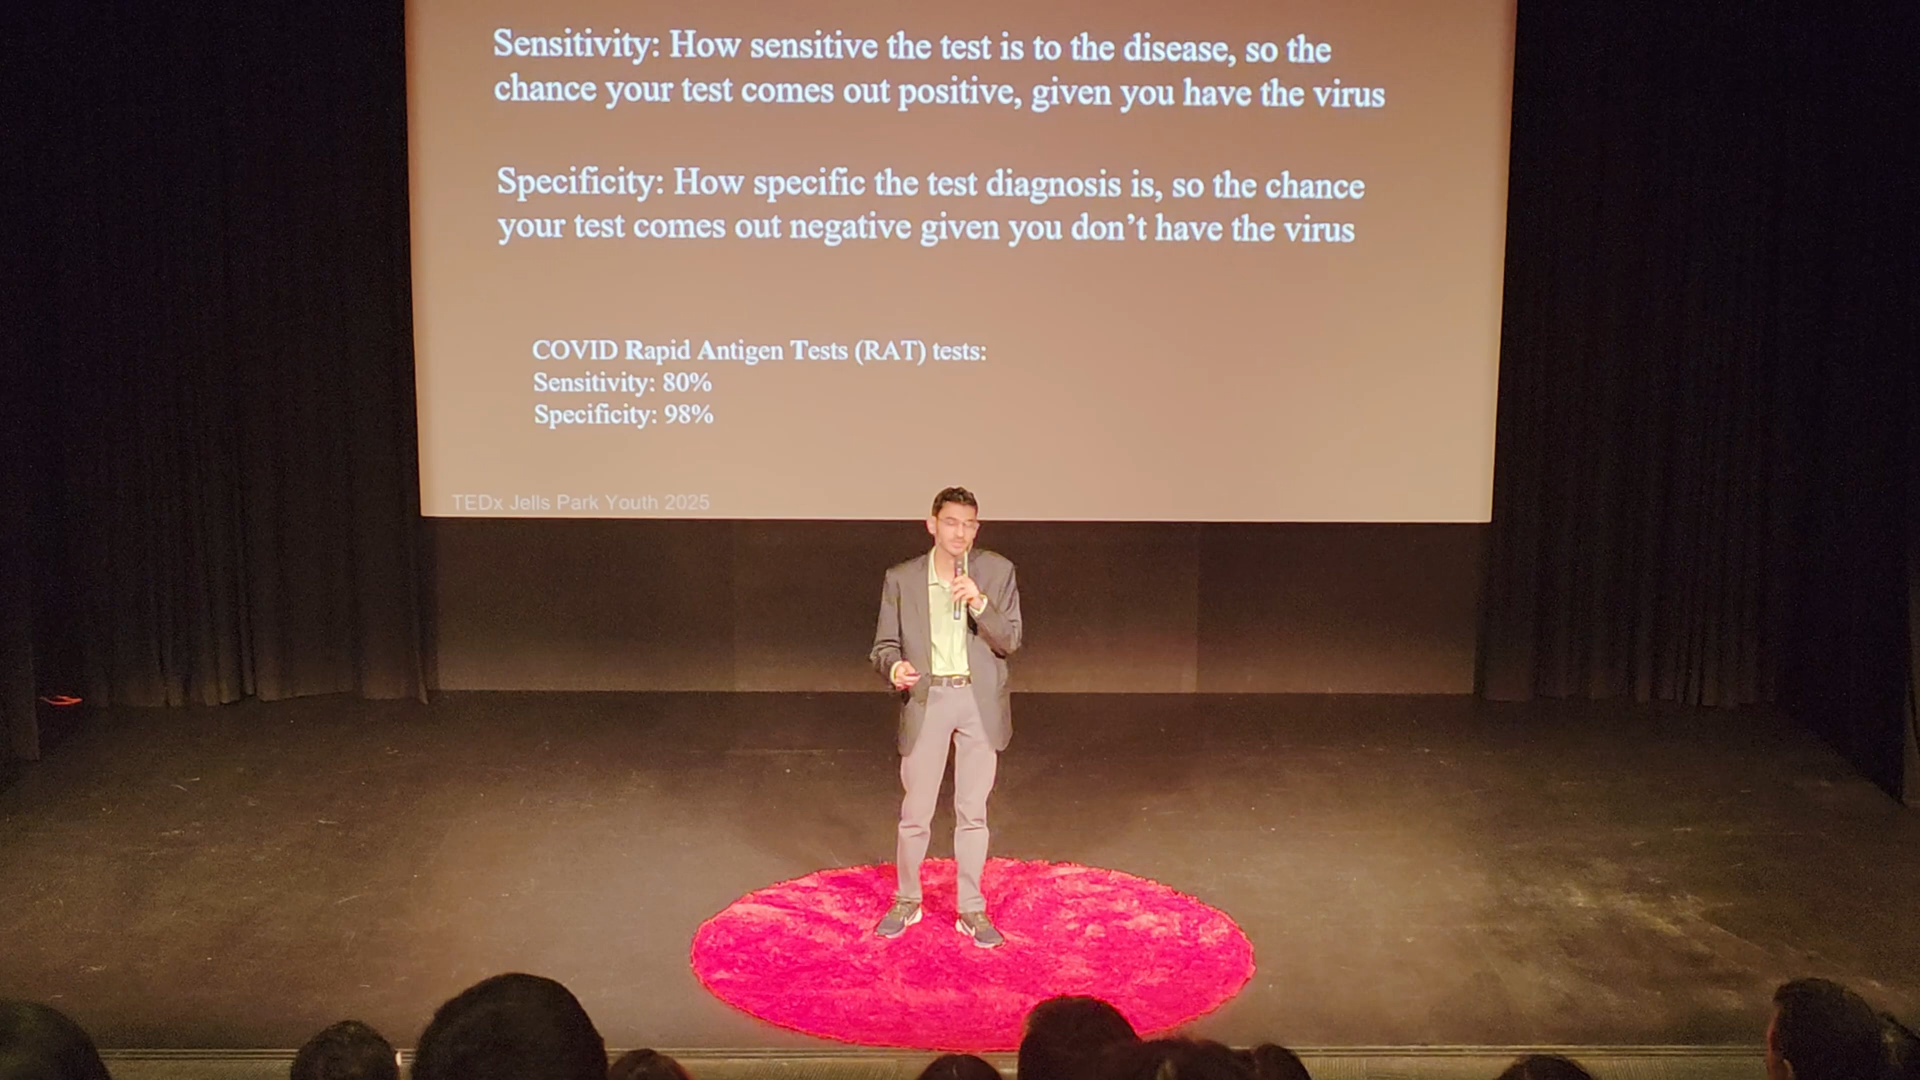 Sensitivity: How sensitive the test is to the disease, so the
chance your test comes out positive, given you have the virus
Specificity: How specific the test diagnosis is, so the chance
your test comes out negative given you don’t have the virus
COVID Rapid Antigen Tests (RAT) tests:
Sensitivity: 80%
Specificity: 98%
TEDx Jells Park Youth 2025